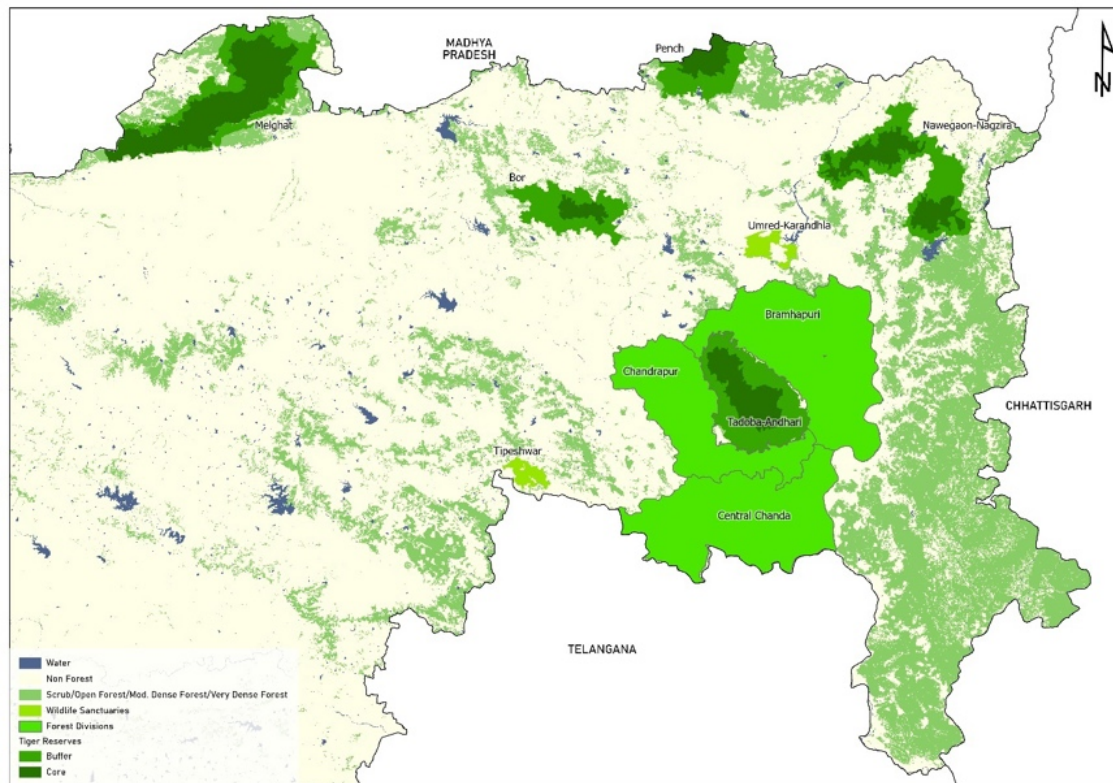 MADHYA
PRADESH
Pench
N
Melghat
Nawegaon-Nagzira
Bor
Umred-Karandhla
Bramhapuri
Chandrapur
CHHATTISGARH
Tadoba-Andhari
Tipeshwar
Central Chanda
TELANGANA
Water
Non Forest
Scrub/Open Forest/Mod. Dense Forest/Very Dense Forest
Wildlife Sanctuaries
Forest Divisions
Tiger Reserves
Buffer
Core